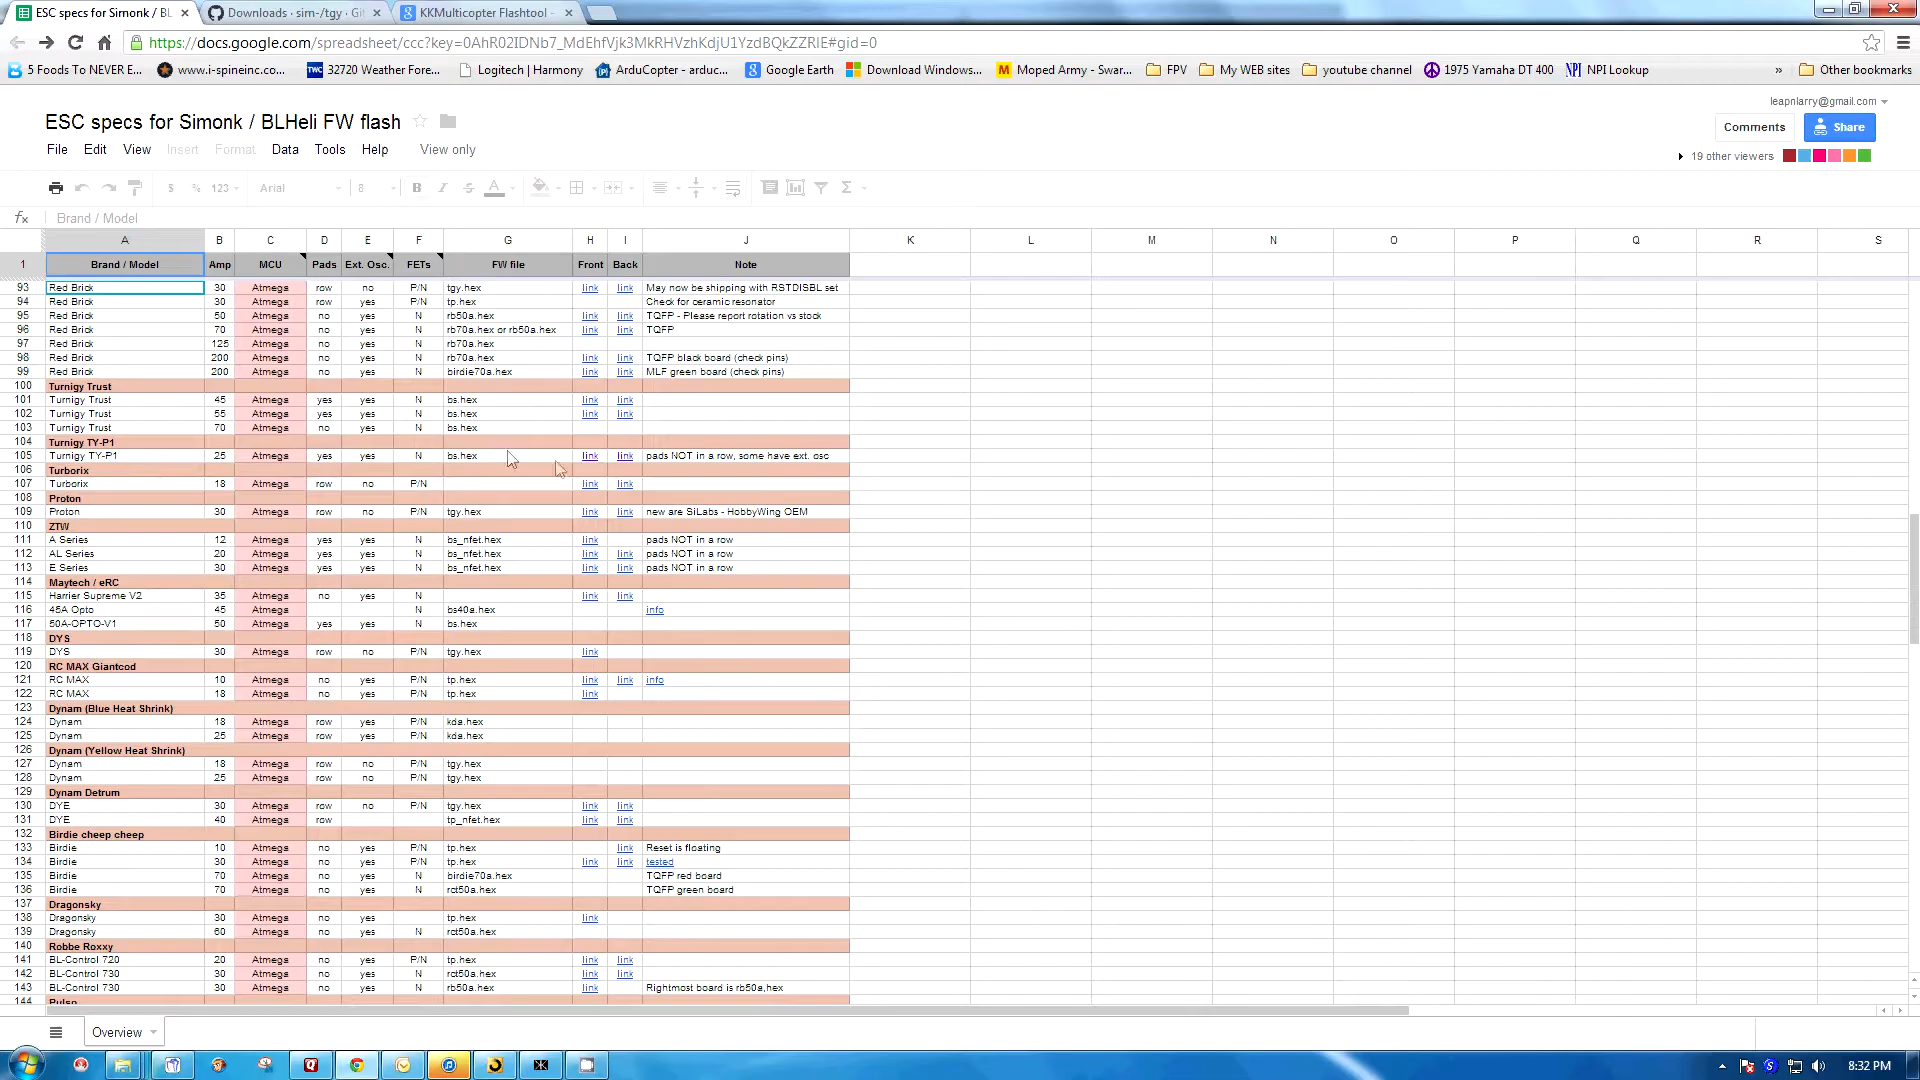 ESC specs for Simonk / BL
Downloads · sim-/tgy · Git
KKMulticopter Flashtool -
https://docs.google.com/spreadsheet/ccc?key=0AhR02IDNb7_MdEhfVjk3MkRHVzhKdjU1YzdBQkZZRlE#gid=0
5 Foods To NEVER E... www.i-spineinc.co... 32720 Weather Fore... Logitech | Harmony ArduCopter - arduc... Google Earth Download Windows... Moped Army - Swar... FPV My WEB sites youtube channel 1975 Yamaha DT 400 NPI Lookup » Other bookmarks
leapnlarry@gmail.com
ESC specs for Simonk / BLHeli FW flash
Comments Share
File Edit View Insert Format Data Tools Help View only
19 other viewers
$ % 123 Arial 8 B I S A Σ
fx Brand / Model
A B C D E F G H I J K L M N O P Q R S
1 Brand / Model Amp MCU Pads Ext. Osc. FETs FW file Front Back Note
93 Red Brick 30 Atmega row no P/N tgy.hex link link May now be shipping with RSTDISBL set
94 Red Brick 30 Atmega row yes P/N tp.hex Check for ceramic resonator
95 Red Brick 50 Atmega no yes N rb50a.hex link link TQFP - Please report rotation vs stock
96 Red Brick 70 Atmega no yes N rb70a.hex or rb50a.hex link link TQFP
97 Red Brick 125 Atmega no yes N rb70a.hex
98 Red Brick 200 Atmega no yes N rb70a.hex link link TQFP black board (check pins)
99 Red Brick 200 Atmega no yes N birdie70a.hex link link MLF green board (check pins)
100 Turnigy Trust
101 Turnigy Trust 45 Atmega yes yes N bs.hex link link
102 Turnigy Trust 55 Atmega yes yes N bs.hex link link
103 Turnigy Trust 70 Atmega no yes N bs.hex
104 Turnigy TY-P1
105 Turnigy TY-P1 25 Atmega yes yes N bs.hex link link pads NOT in a row, some have ext. osc
106 Turborix
107 Turborix 18 Atmega row no P/N link link
108 Proton
109 Proton 30 Atmega row no P/N tgy.hex link link new are SiLabs - HobbyWing OEM
110 ZTW
111 A Series 12 Atmega yes yes N bs_nfet.hex link pads NOT in a row
112 AL Series 20 Atmega yes yes N bs_nfet.hex link link pads NOT in a row
113 E Series 30 Atmega yes yes N bs_nfet.hex link link pads NOT in a row
114 Maytech / eRC
115 Harrier Supreme V2 35 Atmega no yes N link link
116 45A Opto 45 Atmega N bs40a.hex info
117 50A-OPTO-V1 50 Atmega yes yes N bs.hex
118 DYS
119 DYS 30 Atmega row no P/N tgy.hex link
120 RC MAX Giantcod
121 RC MAX 10 Atmega no yes P/N tp.hex link link info
122 RC MAX 18 Atmega no yes P/N tp.hex link
123 Dynam (Blue Heat Shrink)
124 Dynam 18 Atmega row yes P/N kda.hex
125 Dynam 25 Atmega row yes P/N kda.hex
126 Dynam (Yellow Heat Shrink)
127 Dynam 18 Atmega row no P/N tgy.hex
128 Dynam 25 Atmega row no P/N tgy.hex
129 Dynam Detrum
130 DYE 30 Atmega row no P/N tgy.hex link link
131 DYE 40 Atmega row tp_nfet.hex link link
132 Birdie cheep cheep
133 Birdie 10 Atmega no yes P/N tp.hex link Reset is floating
134 Birdie 30 Atmega no yes P/N tp.hex link link tested
135 Birdie 70 Atmega no yes N birdie70a.hex TQFP red board
136 Birdie 70 Atmega no yes N rct50a.hex TQFP green board
137 Dragonsky
138 Dragonsky 30 Atmega no yes tp.hex link
139 Dragonsky 60 Atmega no yes N rct50a.hex
140 Robbe Roxxy
141 BL-Control 720 20 Atmega no yes P/N tp.hex link link
142 BL-Control 730 30 Atmega no yes N rct50a.hex link link
143 BL-Control 730 30 Atmega no yes N rb50a.hex link Rightmost board is rb50a,hex
144 Pulso
Overview
8:32 PM